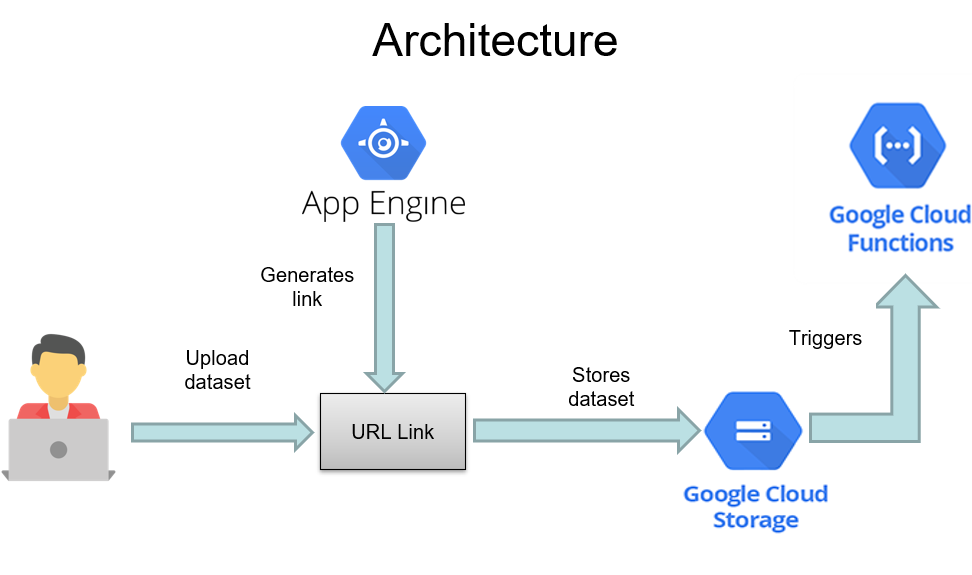 Architecture
App Engine
Google Cloud
Functions
Generates
link
Triggers
Upload
dataset
Stores
dataset
URL Link
Google Cloud
Storage